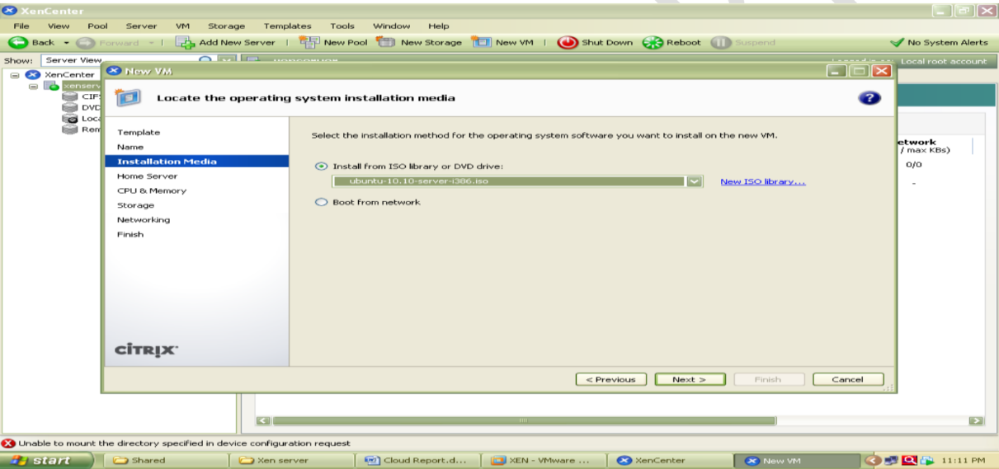 XenCenter
File View Pool Server VM Storage Templates Tools Window Help
Back Forward Add New Server New Pool New Storage New VM Shut Down Reboot Suspend No System Alerts
Show: Server View
Local root account
XenCenter
xenserv
CIF
DVD
Loca
Rem
New VM
Locate the operating system installation media
Template
Name
Installation Media
Home Server
CPU & Memory
Storage
Networking
Finish
CITRIX
Select the installation method for the operating system software you want to install on the new VM.
Install from ISO library or DVD drive:
ubuntu-10.10-server-i386.iso
New ISO library...
Boot from network
< Previous Next > Finish Cancel
etwork
/ max KBs)
0/0
-
Unable to mount the directory specified in device configuration request
start Shared Xen server Cloud Report.d... XEN - VMware ... XenCenter New VM 11:11 PM